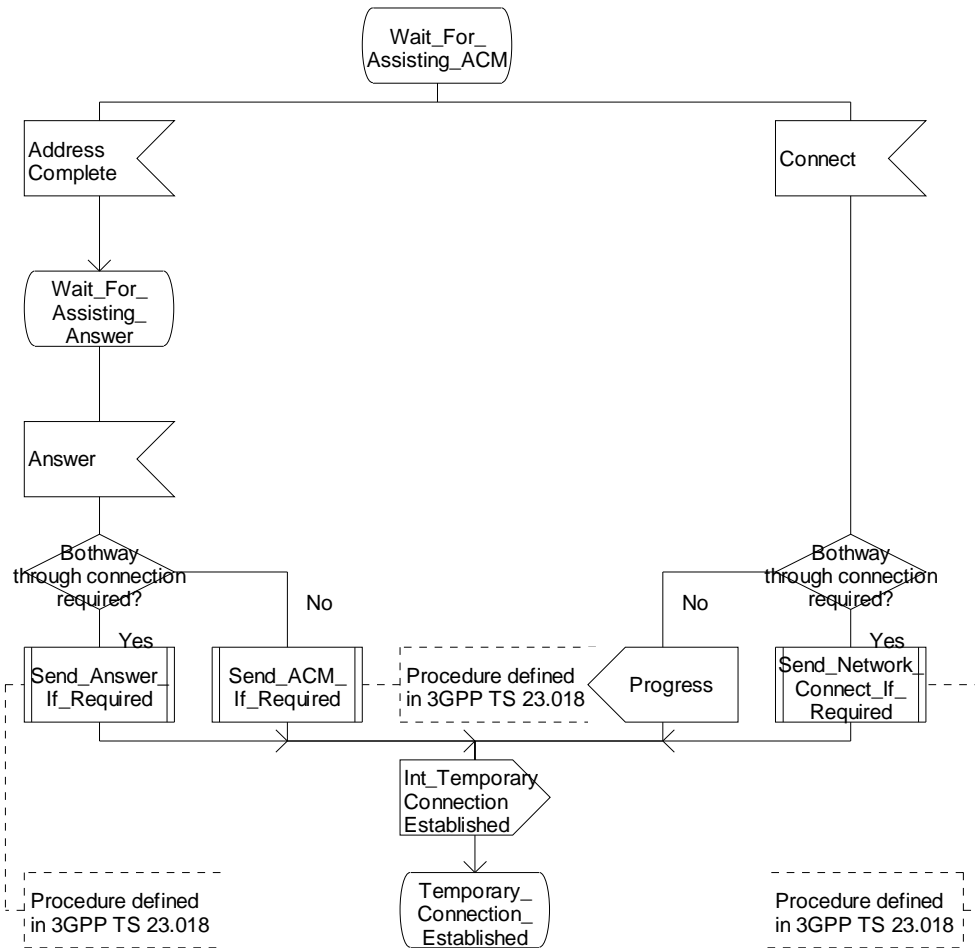 Wait_For_
Assisting_ACM
Address
Complete
Connect
Wait_For_
Assisting_
Answer
Answer
Bothway
through connection
required?
Bothway
through connection
required?
No
No
Yes
Yes
Send_Answer_
If_Required
Send_ACM_
If_Required
Procedure defined
in 3GPP TS 23.018
Progress
Send_Network_
Connect_If_
Required
Int_Temporary
Connection
Established
Procedure defined
in 3GPP TS 23.018
Temporary_
Connection_
Established
Procedure defined
in 3GPP TS 23.018